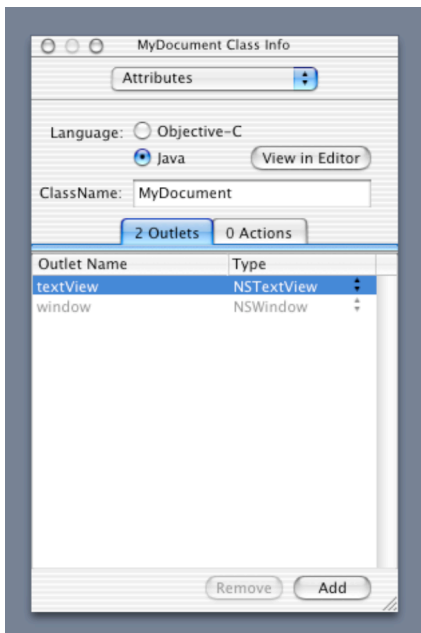 MyDocument Class Info
Attributes
Language: Objective-C
Java View in Editor
ClassName: MyDocument
2 Outlets 0 Actions
Outlet Name Type
textView NSTextView
window NSWindow
Remove Add